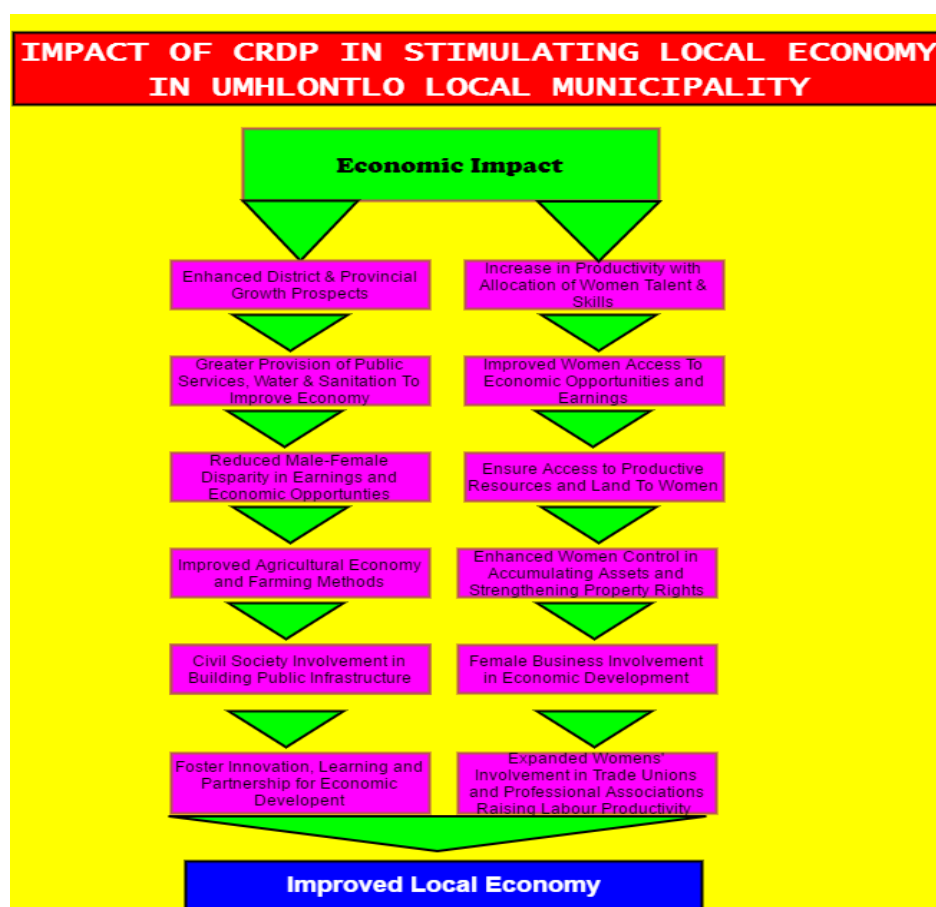 IMPACT OF CRDP IN STIMULATING LOCAL ECONOMY
IN UMHLONTLO LOCAL MUNICIPALITY
Economic Impact
Enhanced District & Provincial
Growth Prospects
Greater Provision of Public
Services, Water & Sanitation To
Improve Economy
Reduced Male-Female
Disparity in Earnings and
Economic Opportunties
Improved Agricultural Economy
and Farming Methods
Civil Society Involvement in
Building Public Infrastructure
Foster Innovation, Learning and
Partnership for Economic
Developent
Increase in Productivity with
Allocation of Women Talent &
Skills
Improved Women Access To
Economic Opportunities and
Earnings
Ensure Access to Productive
Resources and Land To Women
Enhanced Women Control in
Accumulating Assets and
Strengthening Property Rights
Female Business Involvement
in Economic Development
Expanded Womens'
Involvement in Trade Unions
and Professional Associations
Raising Labour Productivity
Improved Local Economy